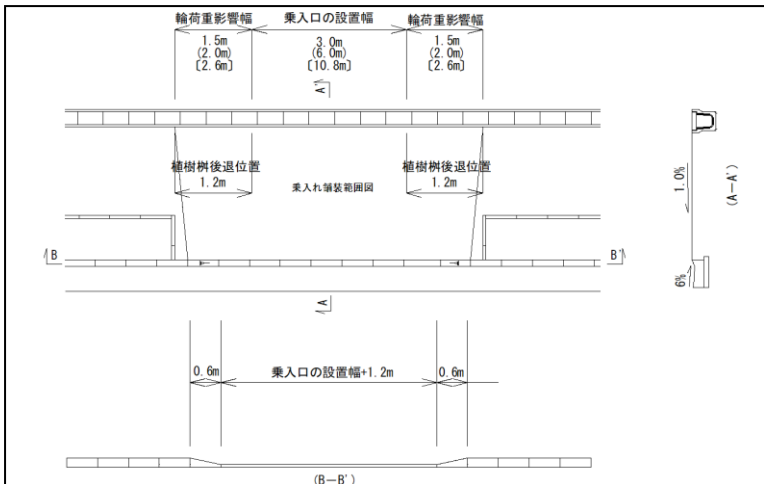 輪荷重影響幅 乗入口の設置幅 輪荷重影響幅
1.5m 3.0m 1.5m
(2.0m) (6.0m) (2.0m)
〔2.6m〕 〔10.8m〕 〔2.6m〕
A'
植樹桝後退位置 植樹桝後退位置
1.2m 乗入れ舗装範囲図 1.2m
1.0%
(A-A')
B B'
6%
A
0.6m 乗入口の設置幅+1.2m 0.6m
(B-B')